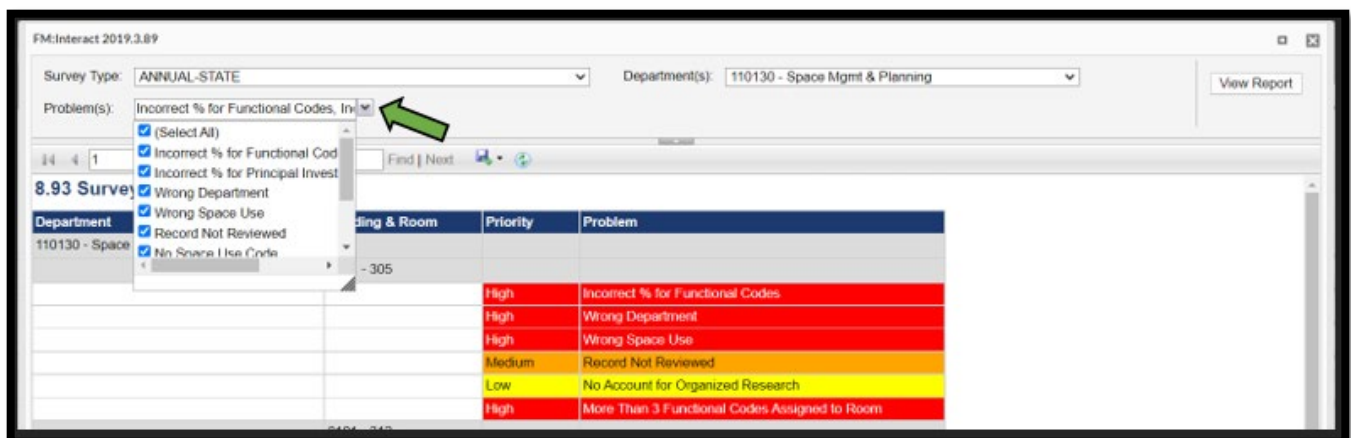 FM:Interact 2019.3.89
Survey Type: ANNUAL-STATE Department(s): 110130 - Space Mgmt & Planning View Report
Problem(s): Incorrect % for Functional Codes, In
(Select All)
Incorrect % for Functional Cod
Incorrect % for Principal Invest
Wrong Department
Wrong Space Use
Record Not Reviewed
No Space Use Code
1 Find | Next
8.93 Survey
Department ding & Room Priority Problem
110130 - Space
- 305
High Incorrect % for Functional Codes
High Wrong Department
High Wrong Space Use
Medium Record Not Reviewed
Low No Account for Organized Research
High More Than 3 Functional Codes Assigned to Room